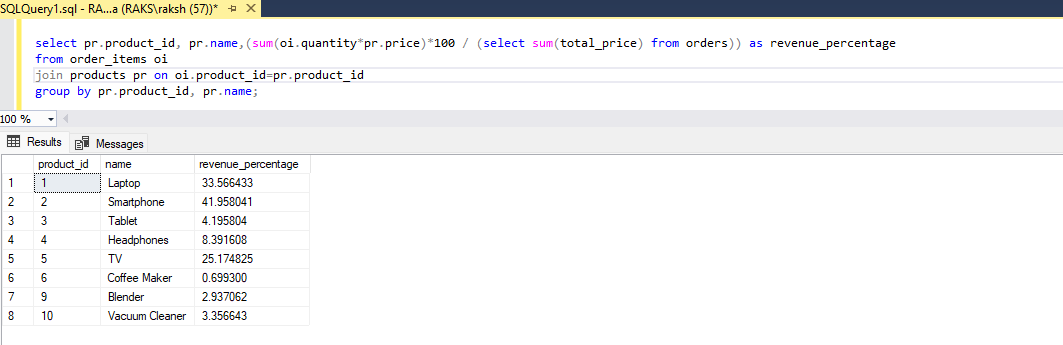 SQLQuery1.sql - RA...a (RAKS\raksh (57))*
select pr.product_id, pr.name,(sum(oi.quantity*pr.price)*100 / (select sum(total_price) from orders)) as revenue_percentage
from order_items oi
join products pr on oi.product_id=pr.product_id
group by pr.product_id, pr.name;
100 %
Results Messages
product_id name revenue_percentage
1 1 Laptop 33.566433
2 2 Smartphone 41.958041
3 3 Tablet 4.195804
4 4 Headphones 8.391608
5 5 TV 25.174825
6 6 Coffee Maker 0.699300
7 9 Blender 2.937062
8 10 Vacuum Cleaner 3.356643